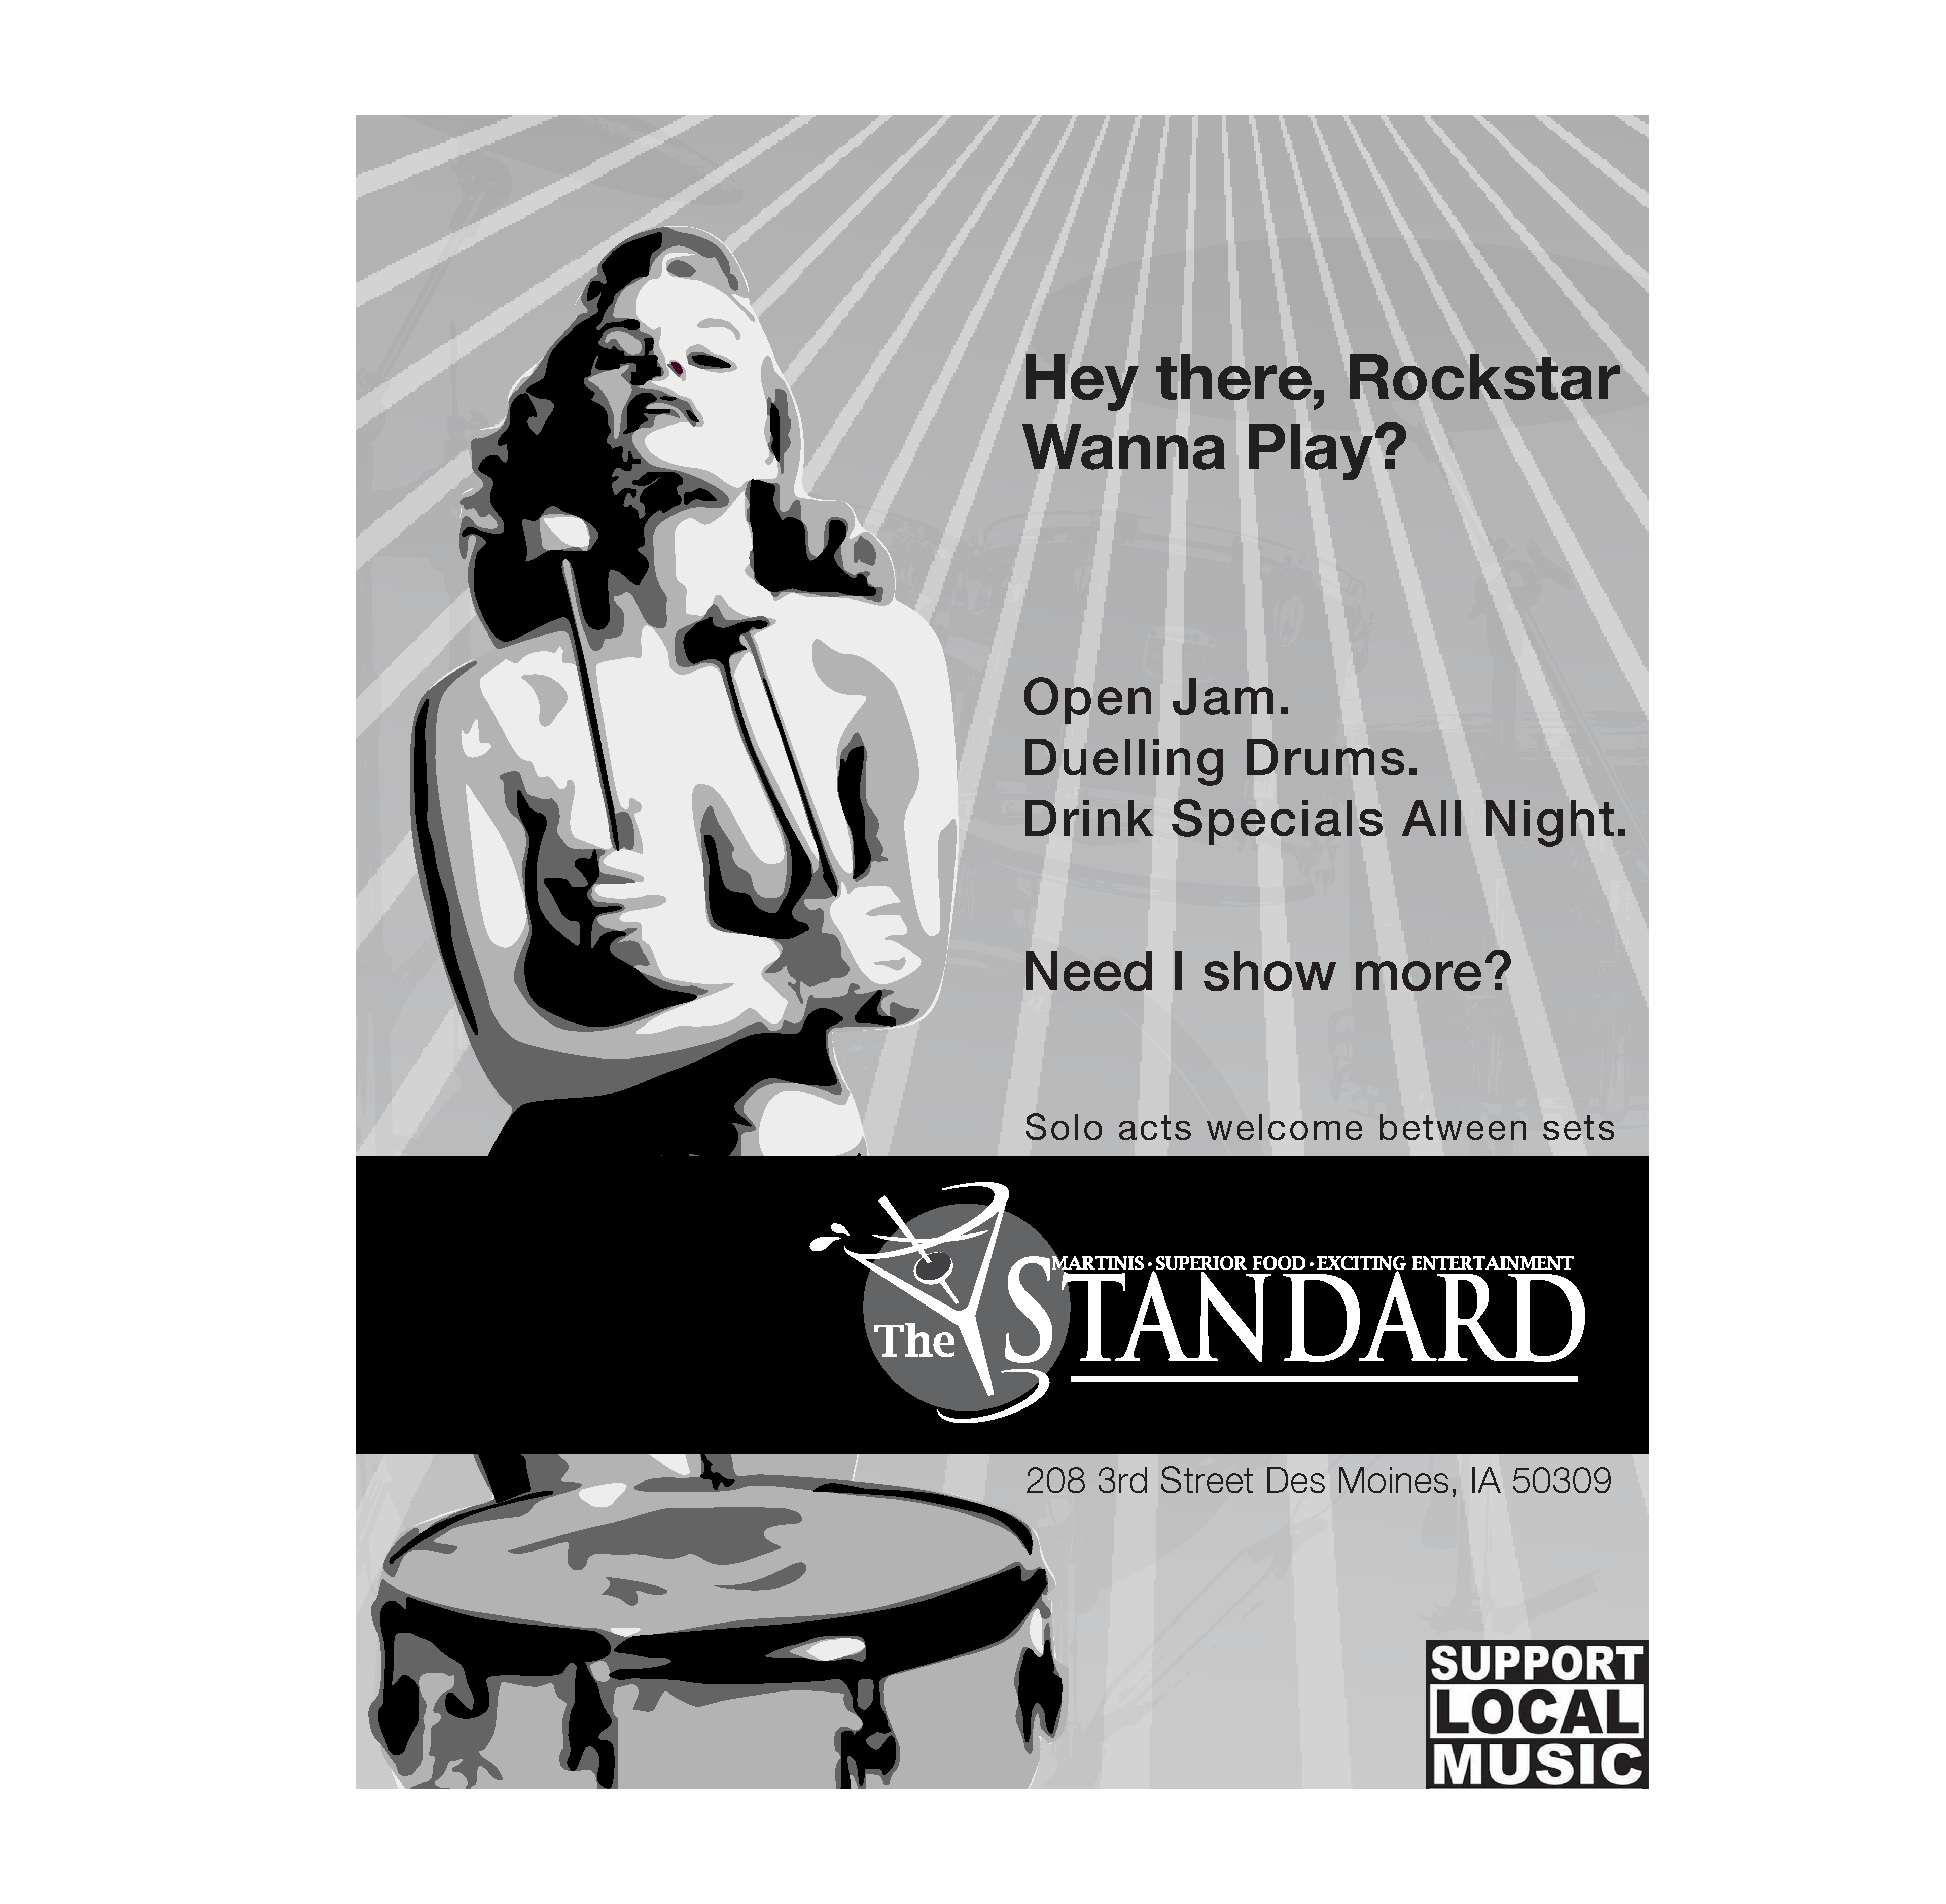 Hey there, Rockstar
Wanna Play?
Open Jam.
Duelling Drums.
Drink Specials All Night.
Need I show more?
Solo acts welcome between sets
MARTINIS · SUPERIOR FOOD · EXCITING ENTERTAINMENT
The STANDARD
208 3rd Street Des Moines, IA 50309
SUPPORT
LOCAL
MUSIC